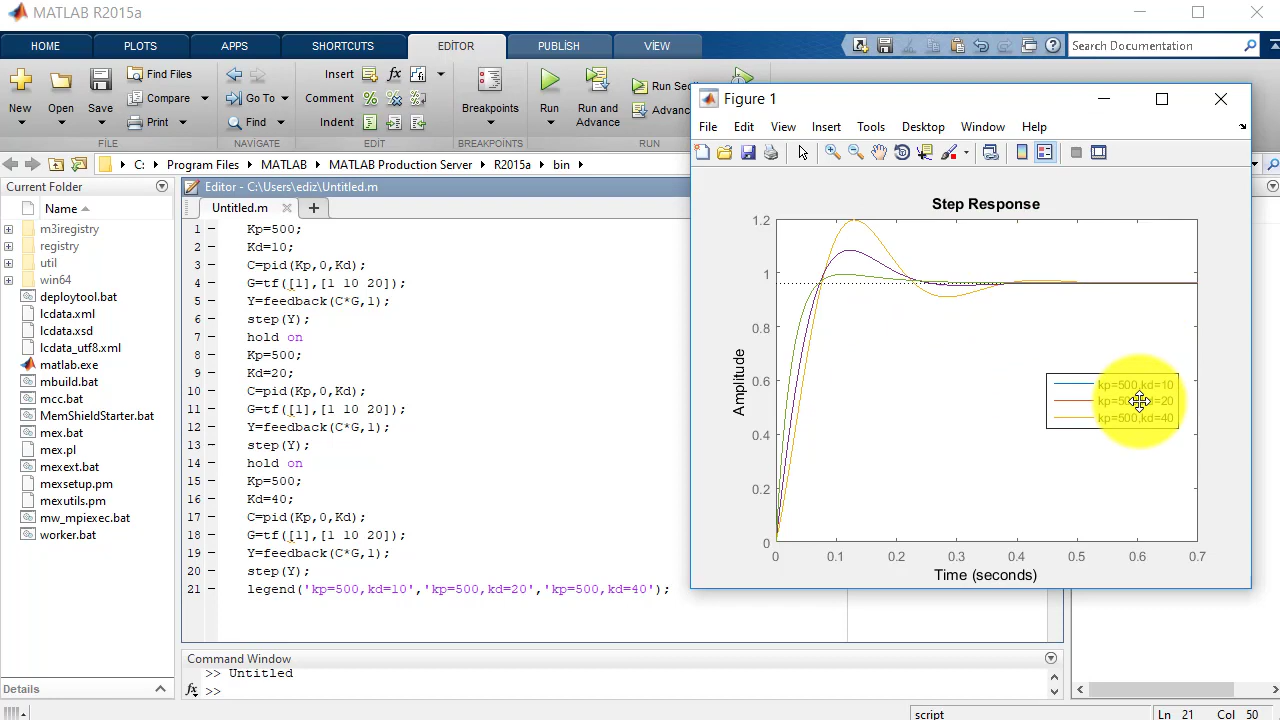 MATLAB R2015a
HOME PLOTS APPS SHORTCUTS EDITOR PUBLISH VIEW Search Documentation
New Open Save Find Files Compare Print FILE
Go To Find NAVIGATE
Insert fx Comment Indent EDIT
Breakpoints BREAKPOINTS
Run Run and Advance Run Sec Advanc RUN
C: Program Files MATLAB MATLAB Production Server R2015a bin
Current Folder
Name
m3iregistry
registry
util
win64
deploytool.bat
lcdata.xml
lcdata.xsd
lcdata_utf8.xml
matlab.exe
mbuild.bat
mcc.bat
MemShieldStarter.bat
mex.bat
mex.pl
mexext.bat
mexsetup.pm
mexutils.pm
mw_mpiexec.bat
worker.bat
Details
Editor - C:\Users\ediz\Untitled.m
Untitled.m
1 – Kp=500;
2 – Kd=10;
3 – C=pid(Kp,0,Kd);
4 – G=tf([1],[1 10 20]);
5 – Y=feedback(C*G,1);
6 – step(Y);
7 – hold on
8 – Kp=500;
9 – Kd=20;
10 – C=pid(Kp,0,Kd);
11 – G=tf([1],[1 10 20]);
12 – Y=feedback(C*G,1);
13 – step(Y);
14 – hold on
15 – Kp=500;
16 – Kd=40;
17 – C=pid(Kp,0,Kd);
18 – G=tf([1],[1 10 20]);
19 – Y=feedback(C*G,1);
20 – step(Y);
21 – legend('kp=500,kd=10','kp=500,kd=20','kp=500,kd=40');
Command Window
>> Untitled
fx >>
Figure 1
File Edit View Insert Tools Desktop Window Help
Step Response
1.2
1
0.8
0.6
0.4
0.2
0
Amplitude
kp=500,kd=10
d=20
kp=500,kd=40
0 0.1 0.2 0.3 0.4 0.5 0.6 0.7
Time (seconds)
script Ln 21 Col 50